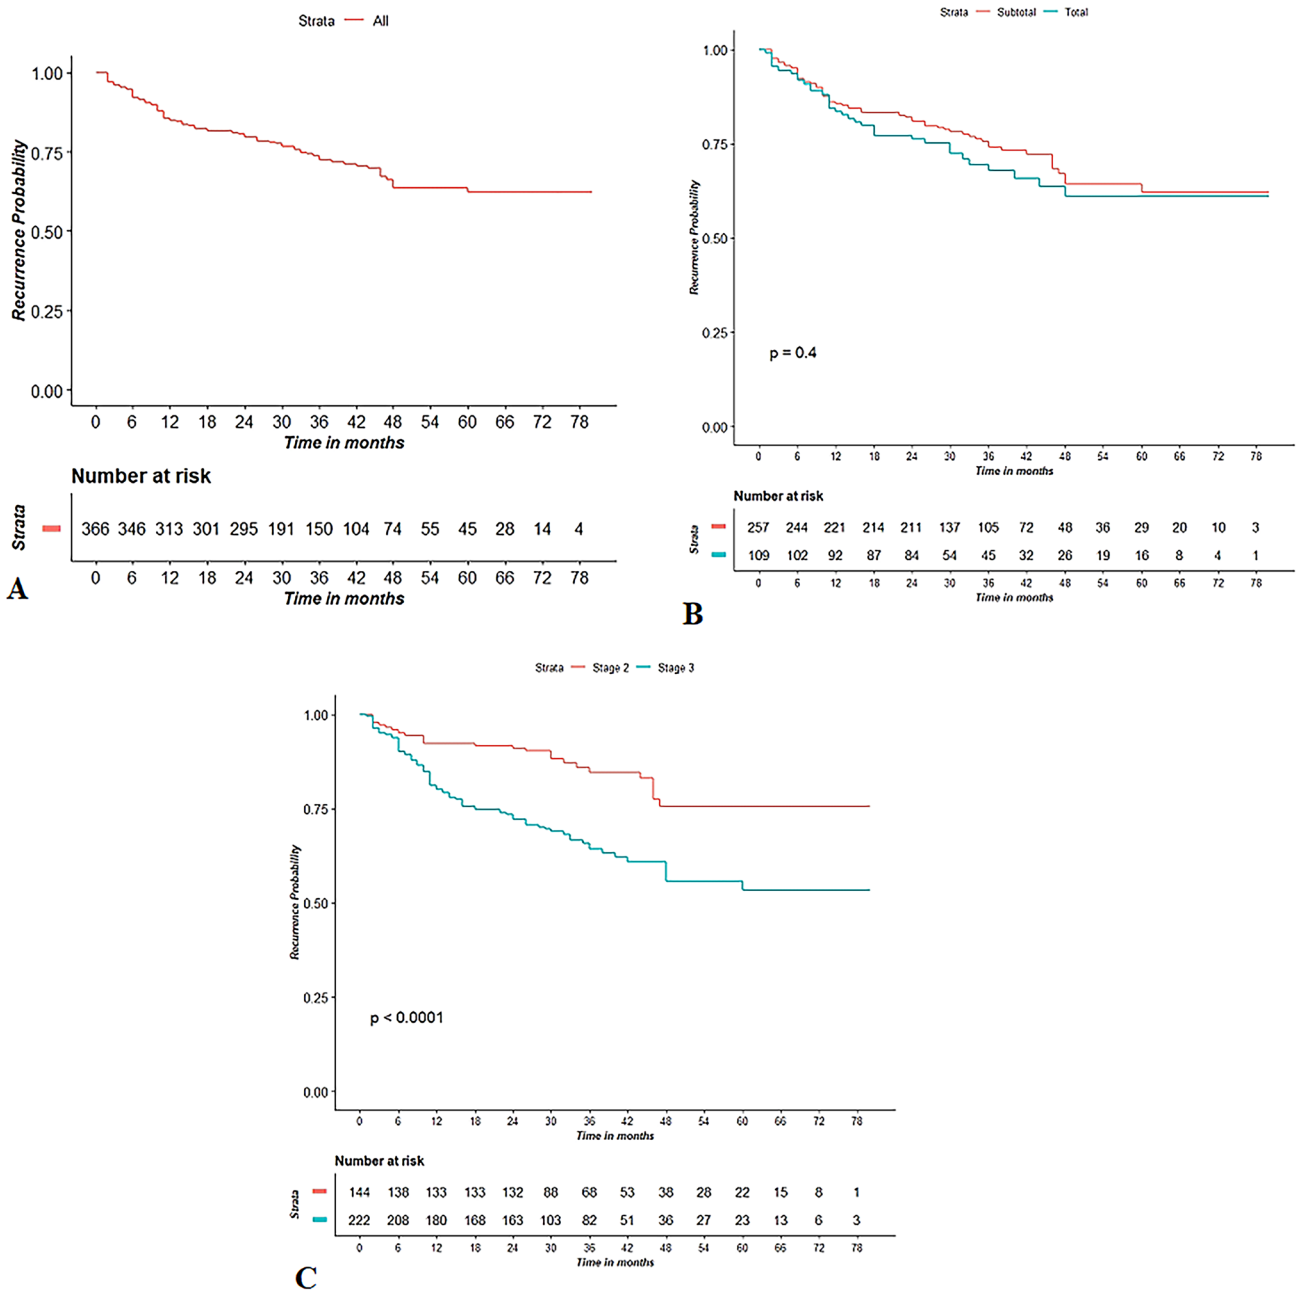 Strata All
1.00
0.75
0.50
0.25
0.00
Recurrence Probability
0 6 12 18 24 30 36 42 48 54 60 66 72 78
Time in months
Number at risk
Strata
366 346 313 301 295 191 150 104 74 55 45 28 14 4
0 6 12 18 24 30 36 42 48 54 60 66 72 78
Time in months
A
Strata Subtotal Total
1.00
0.75
0.50
0.25
0.00
Recurrence Probability
p = 0.4
0 6 12 18 24 30 36 42 48 54 60 66 72 78
Time in months
Number at risk
Strata
257 244 221 214 211 137 105 72 48 36 29 20 10 3
109 102 92 87 84 54 45 32 26 19 16 8 4 1
0 6 12 18 24 30 36 42 48 54 60 66 72 78
Time in months
B
Strata Stage 2 Stage 3
1.00
0.75
0.50
0.25
0.00
Recurrence Probability
p < 0.0001
0 6 12 18 24 30 36 42 48 54 60 66 72 78
Time in months
Number at risk
Strata
144 138 133 133 132 88 68 53 38 28 22 15 8 1
222 208 180 168 163 103 82 51 36 27 23 13 6 3
0 6 12 18 24 30 36 42 48 54 60 66 72 78
Time in months
C